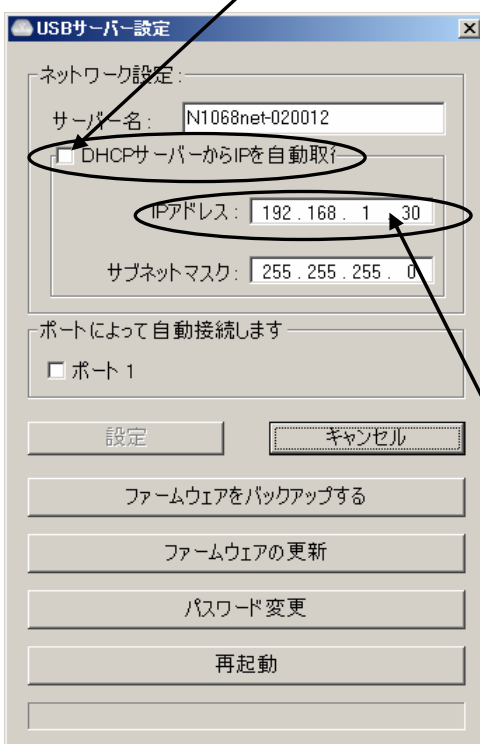 USBサーバー設定
ネットワーク設定:
サーバー名: N1068net-020012
DHCPサーバーからIPを自動取得
IPアドレス: 192 . 168 . 1 . 30
サブネットマスク: 255 . 255 . 255 . 0
ポートによって自動接続します
ポート 1
設定 キャンセル
ファームウェアをバックアップする
ファームウェアの更新
パスワード変更
再起動